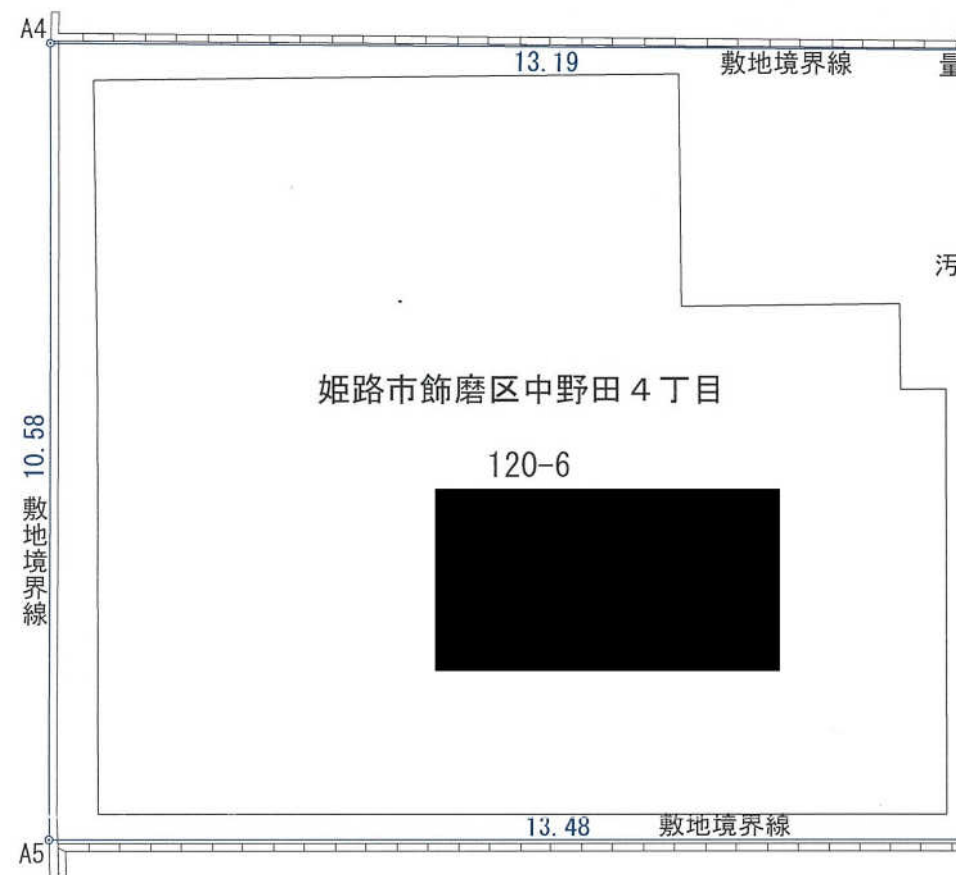 A4
13.19
敷地境界線
量
汚
姫路市飾磨区中野田４丁目
120-6
10.58
敷地境界線
13.48
敷地境界線
A5